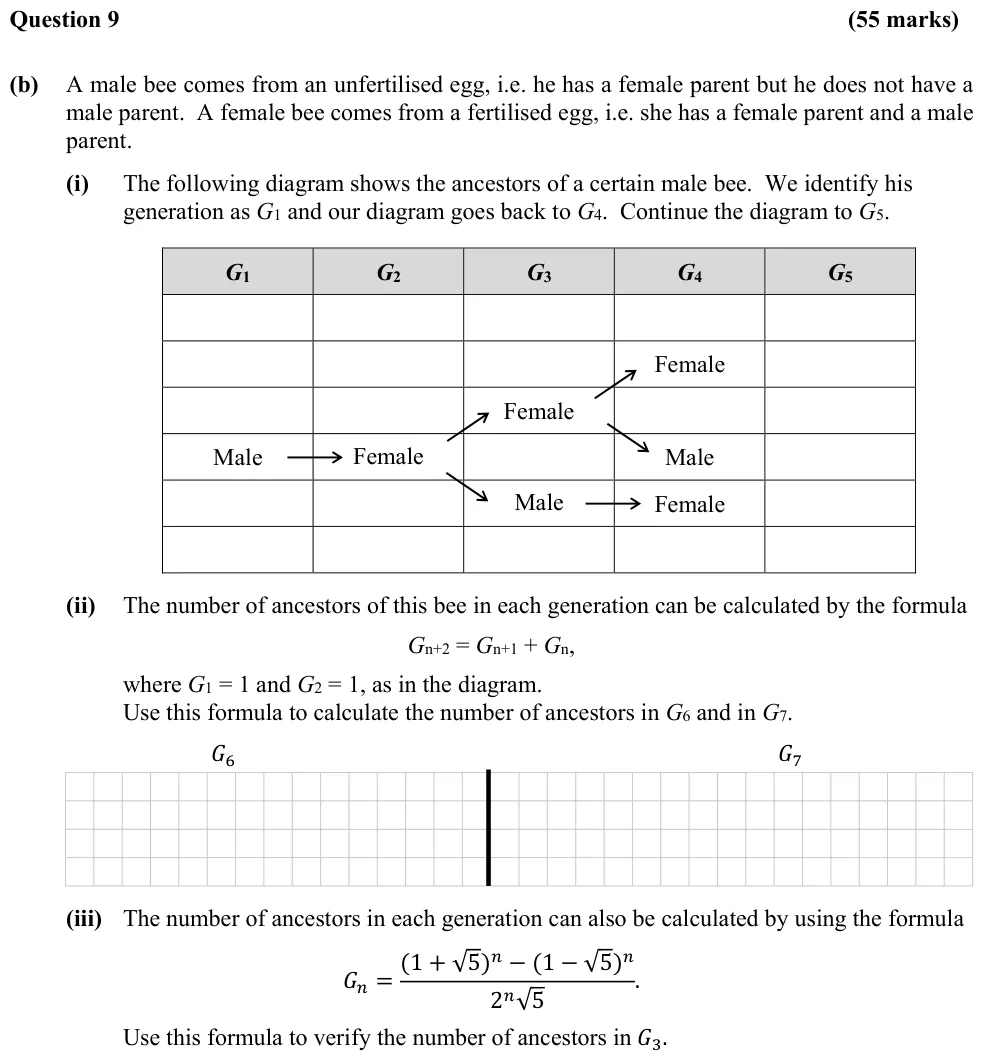 Question 9 (55 marks)
(b) A male bee comes from an unfertilised egg, i.e. he has a female parent but he does not have a
male parent. A female bee comes from a fertilised egg, i.e. she has a female parent and a male
parent.
(i) The following diagram shows the ancestors of a certain male bee. We identify his
generation as G₁ and our diagram goes back to G₄. Continue the diagram to G₅.
G₁ G₂ G₃ G₄ G₅
Female
Female
Male Female Male
Male Female
(ii) The number of ancestors of this bee in each generation can be calculated by the formula
Gₙ₊₂ = Gₙ₊₁ + Gₙ,
where G₁ = 1 and G₂ = 1, as in the diagram.
Use this formula to calculate the number of ancestors in G₆ and in G₇.
G₆ G₇
(iii) The number of ancestors in each generation can also be calculated by using the formula
Gₙ = ((1 + √5)ⁿ − (1 − √5)ⁿ) / (2ⁿ√5).
Use this formula to verify the number of ancestors in G₃.